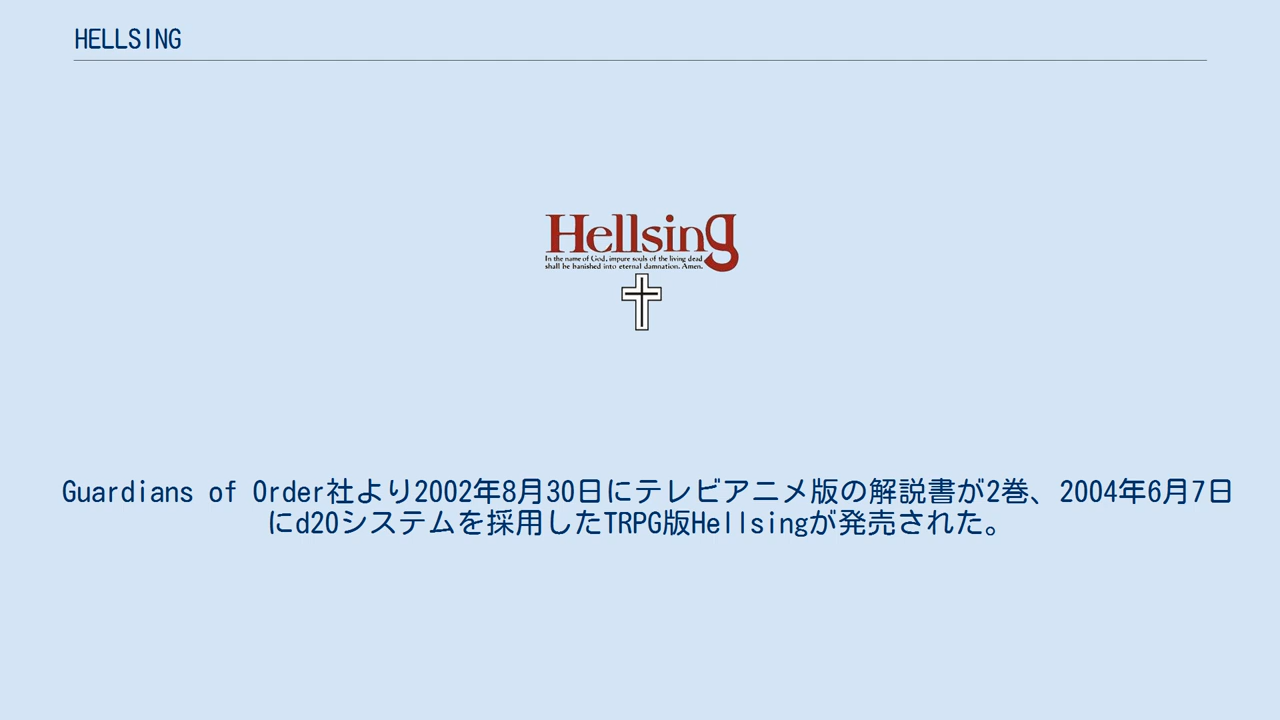 HELLSING
Hellsing
In the name of God, impure souls of the living dead
shall be banished into eternal damnation. Amen.
Guardians of Order社より2002年8月30日にテレビアニメ版の解説書が2巻、2004年6月7日
にd20システムを採用したTRPG版Hellsingが発売された。